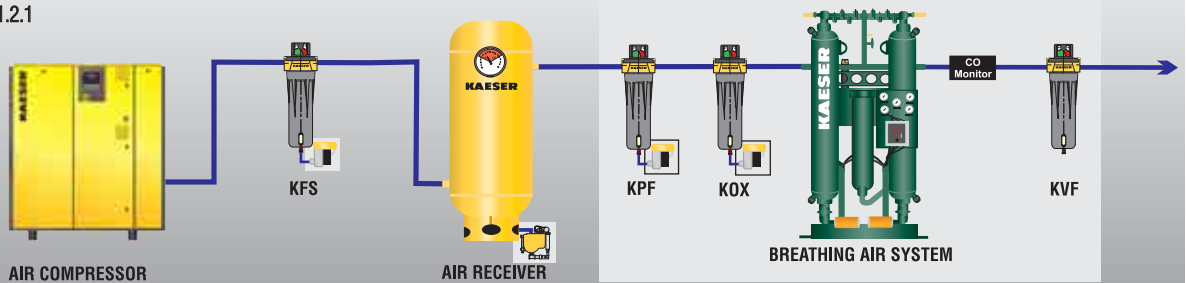 1.2.1
KAESER
KFS
AIR COMPRESSOR
KAESER
AIR RECEIVER
KPF
KOX
KAESER
BREATHING AIR SYSTEM
CO
Monitor
KVF